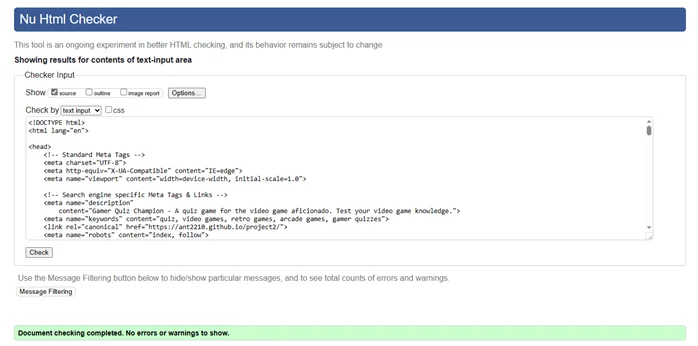 Nu Html Checker
This tool is an ongoing experiment in better HTML checking, and its behavior remains subject to change
Showing results for contents of text-input area
Checker Input
Show source outline image report Options...
Check by text input css
<!DOCTYPE html>
<html lang="en">
<head>
<!-- Standard Meta Tags -->
<meta charset="UTF-8">
<meta http-equiv="X-UA-Compatible" content="IE=edge">
<meta name="viewport" content="width=device-width, initial-scale=1.0">
<!-- Search engine specific Meta Tags & Links -->
<meta name="description"
content="Gamer Quiz Champion - A quiz game for the video game aficionado. Test your video game knowledge.">
<meta name="keywords" content="quiz, video games, retro games, arcade games, gamer quizzes">
<link rel="canonical" href="https://ant2210.github.io/project2/">
<meta name="robots" content="index, follow">
Check
Use the Message Filtering button below to hide/show particular messages, and to see total counts of errors and warnings.
Message Filtering
Document checking completed. No errors or warnings to show.